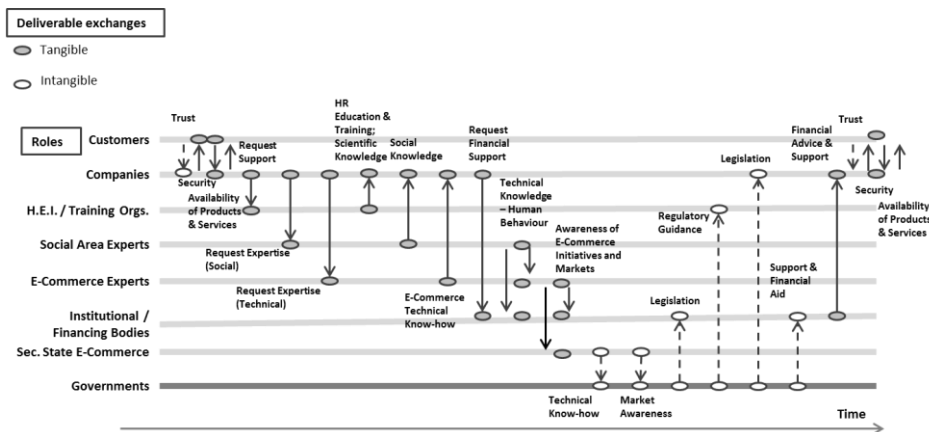 Deliverable exchanges
Tangible
Intangible
Roles
Customers
Companies
H.E.I. / Training Orgs.
Social Area Experts
E-Commerce Experts
Institutional /
Financing Bodies
Sec. State E-Commerce
Governments
Trust
Security
Availability
of Products
& Services
Request
Support
Request Expertise
(Social)
Request Expertise
(Technical)
HR
Education &
Training;
Scientific
Knowledge
Social
Knowledge
E-Commerce
Technical
Know-how
Request
Financial
Support
Technical
Knowledge
– Human
Behaviour
Awareness of
E-Commerce
Initiatives and
Markets
Technical
Know-how
Market
Awareness
Legislation
Regulatory
Guidance
Legislation
Support &
Financial
Aid
Financial
Advice &
Support
Trust
Security
Availability
of Products
& Services
Time